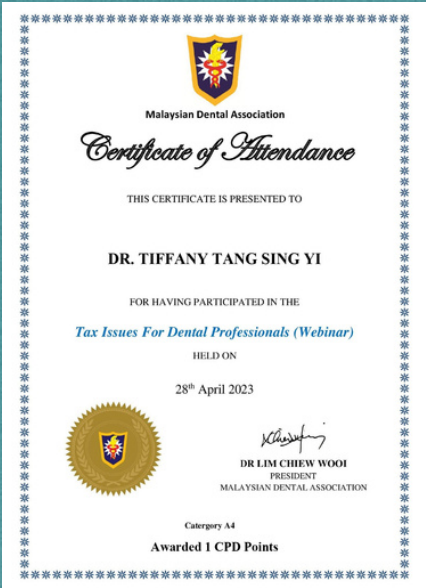 Malaysian Dental Association
Certificate of Attendance
THIS CERTIFICATE IS PRESENTED TO
DR. TIFFANY TANG SING YI
FOR HAVING PARTICIPATED IN THE
Tax Issues For Dental Professionals (Webinar)
HELD ON
28th April 2023
DR LIM CHIEW WOOI
PRESIDENT
MALAYSIAN DENTAL ASSOCIATION
Catergory A4
Awarded 1 CPD Points